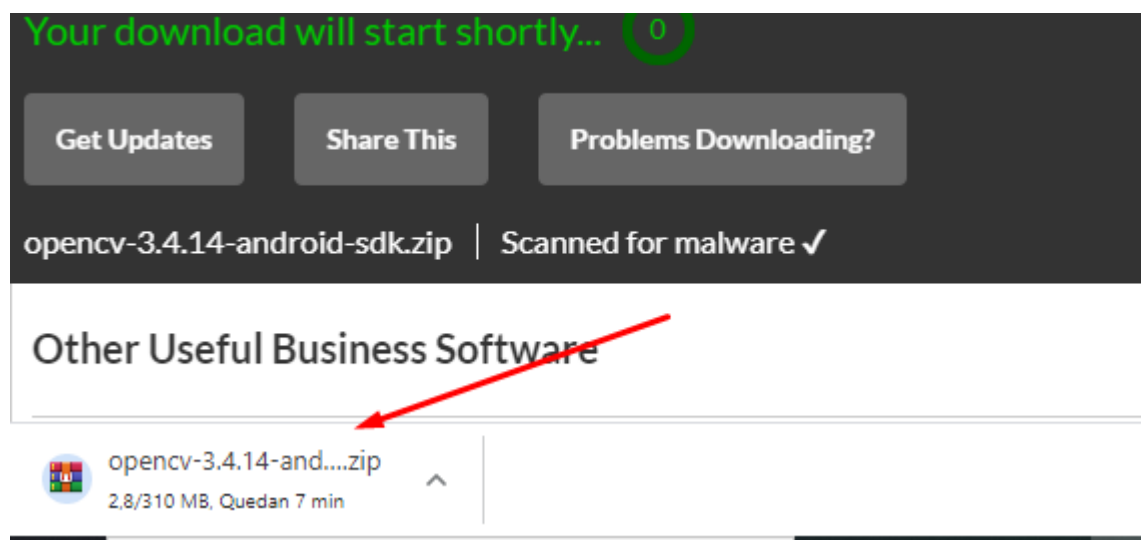 Your download will start shortly... 0
Get Updates Share This Problems Downloading?
opencv-3.4.14-android-sdk.zip | Scanned for malware ✓
Other Useful Business Software
opencv-3.4.14-and....zip
2,8/310 MB, Quedan 7 min